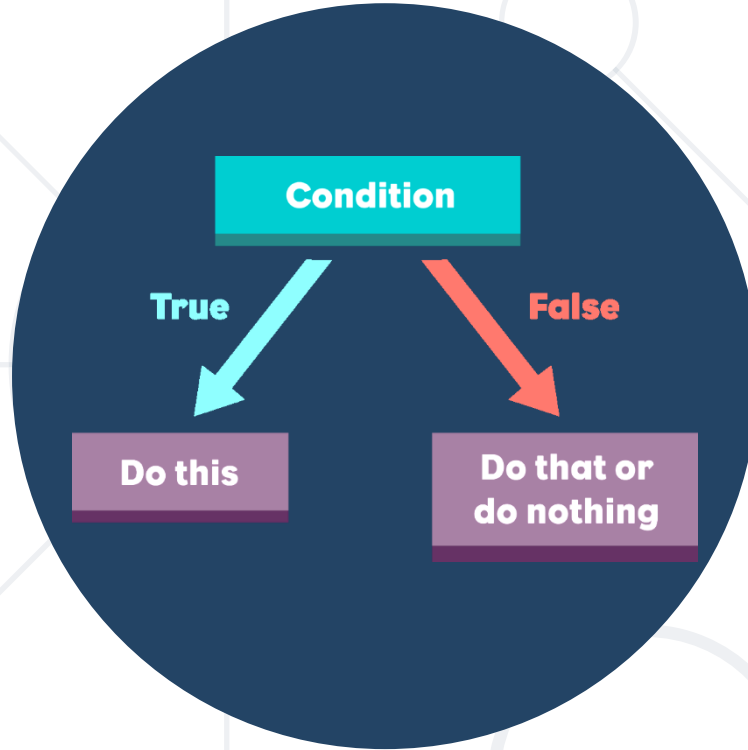 Condition
True
False
Do this
Do that or
do nothing